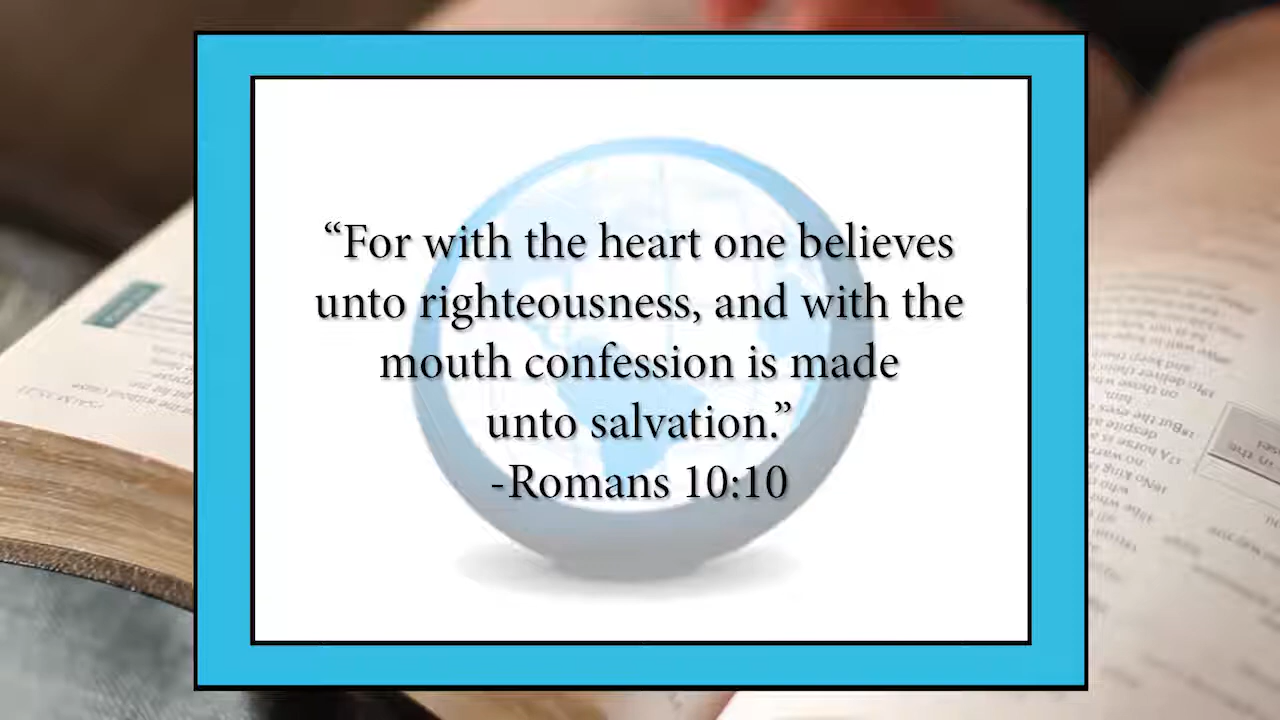 “For with the heart one believes
unto righteousness, and with the
mouth confession is made
unto salvation.”
-Romans 10:10